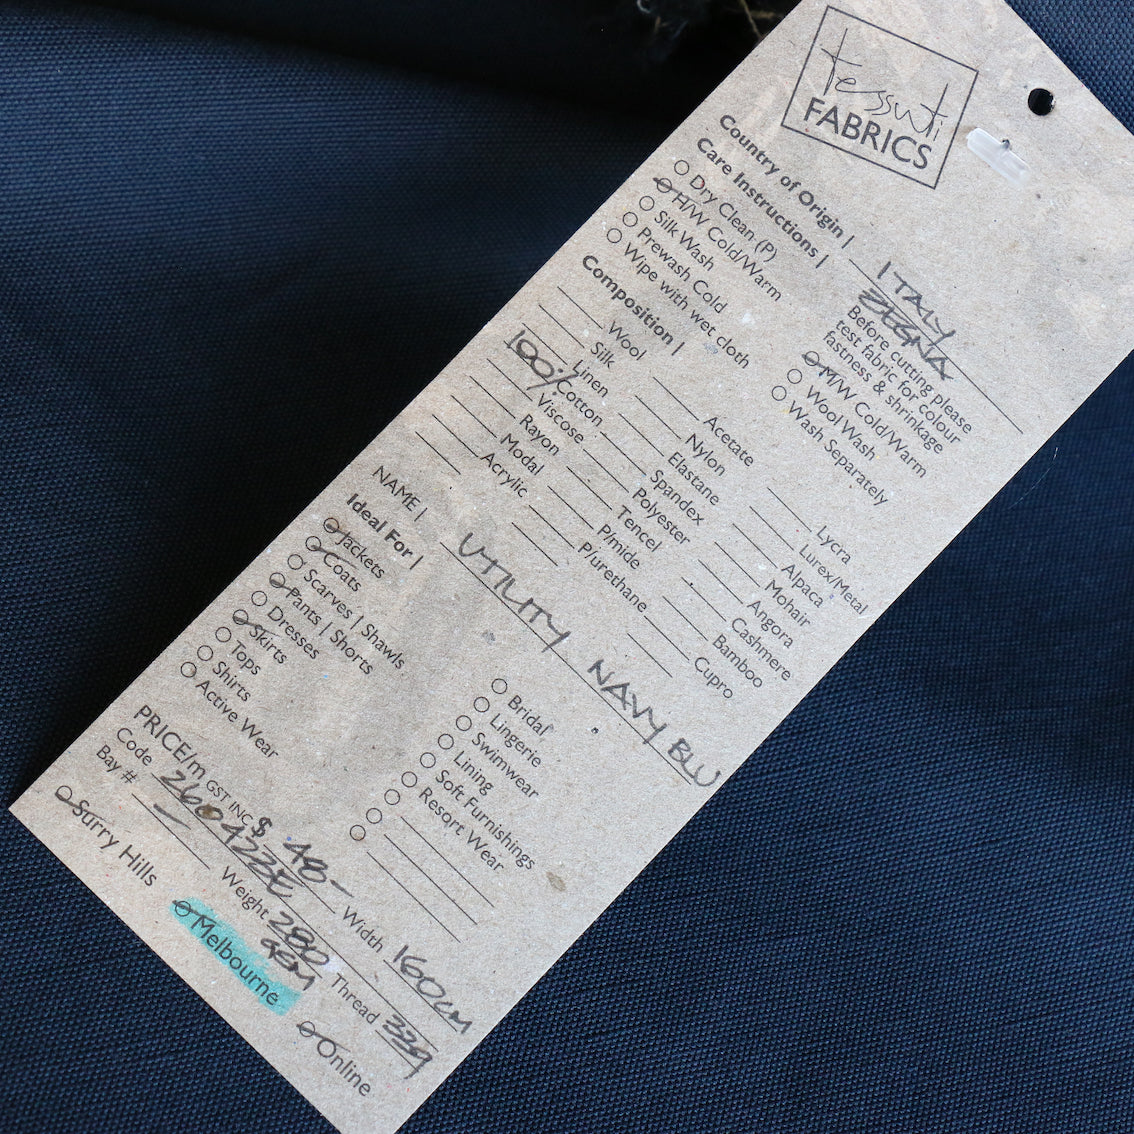 tessuti
FABRICS
Country of Origin | ITALY
ZEGNA
Care Instructions |
Dry Clean (P)
H/W Cold/Warm
Silk Wash
Prewash Cold
Wipe with wet cloth
Before cutting please
test fabric for colour
fastness & shrinkage
M/W Cold/Warm
Wool Wash
Wash Separately
Composition |
Wool
Silk
Linen
100% Cotton
Viscose
Rayon
Modal
Acrylic
Acetate
Nylon
Elastane
Spandex
Polyester
Tencel
P/mide
P/urethane
Lycra
Lurex/Metal
Alpaca
Mohair
Angora
Cashmere
Bamboo
Cupro
NAME | UTILITY NAVY BLU
Ideal For |
Jackets
Coats
Scarves | Shawls
Pants | Shorts
Dresses
Skirts
Tops
Shirts
Active Wear
Bridal
Lingerie
Swimwear
Lining
Soft Furnishings
Resort Wear
PRICE/m GST INC $ 48- Width 160cm
Code 260422E Weight 280 GSM Thread 339
Bay # -
Surry Hills
Melbourne
Online